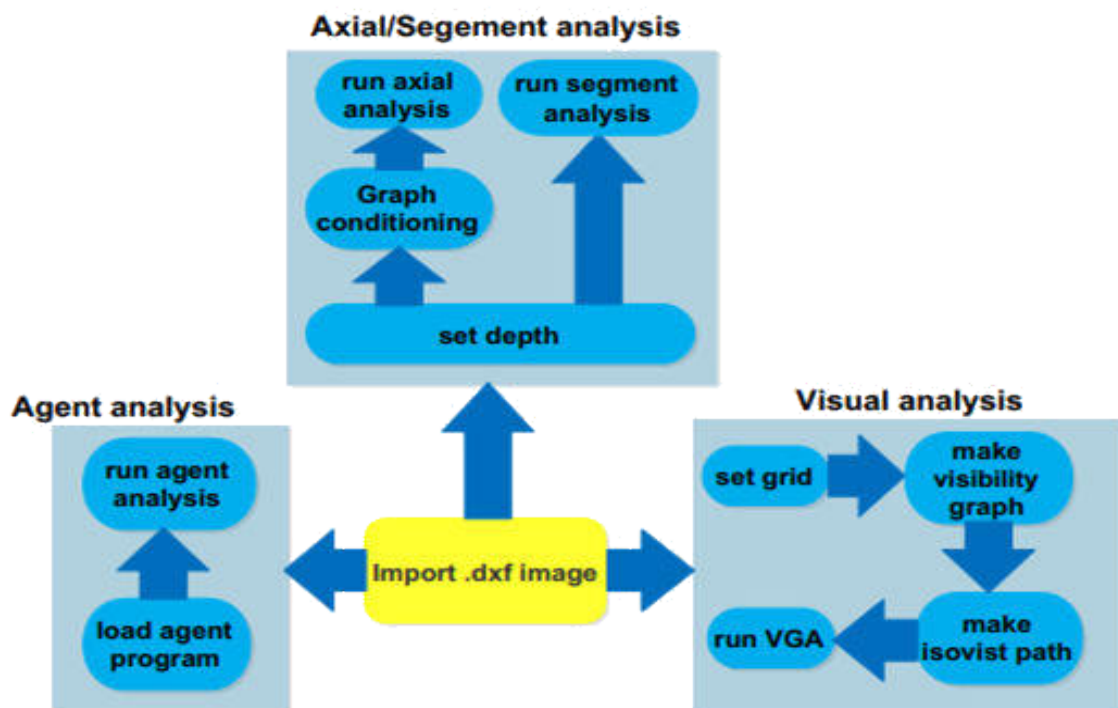 Axial/Segement analysis
run axial
analysis
run segment
analysis
Graph
conditioning
set depth
Agent analysis
run agent
analysis
load agent
program
Import .dxf image
Visual analysis
set grid
make
visibility
graph
run VGA
make
isovist path